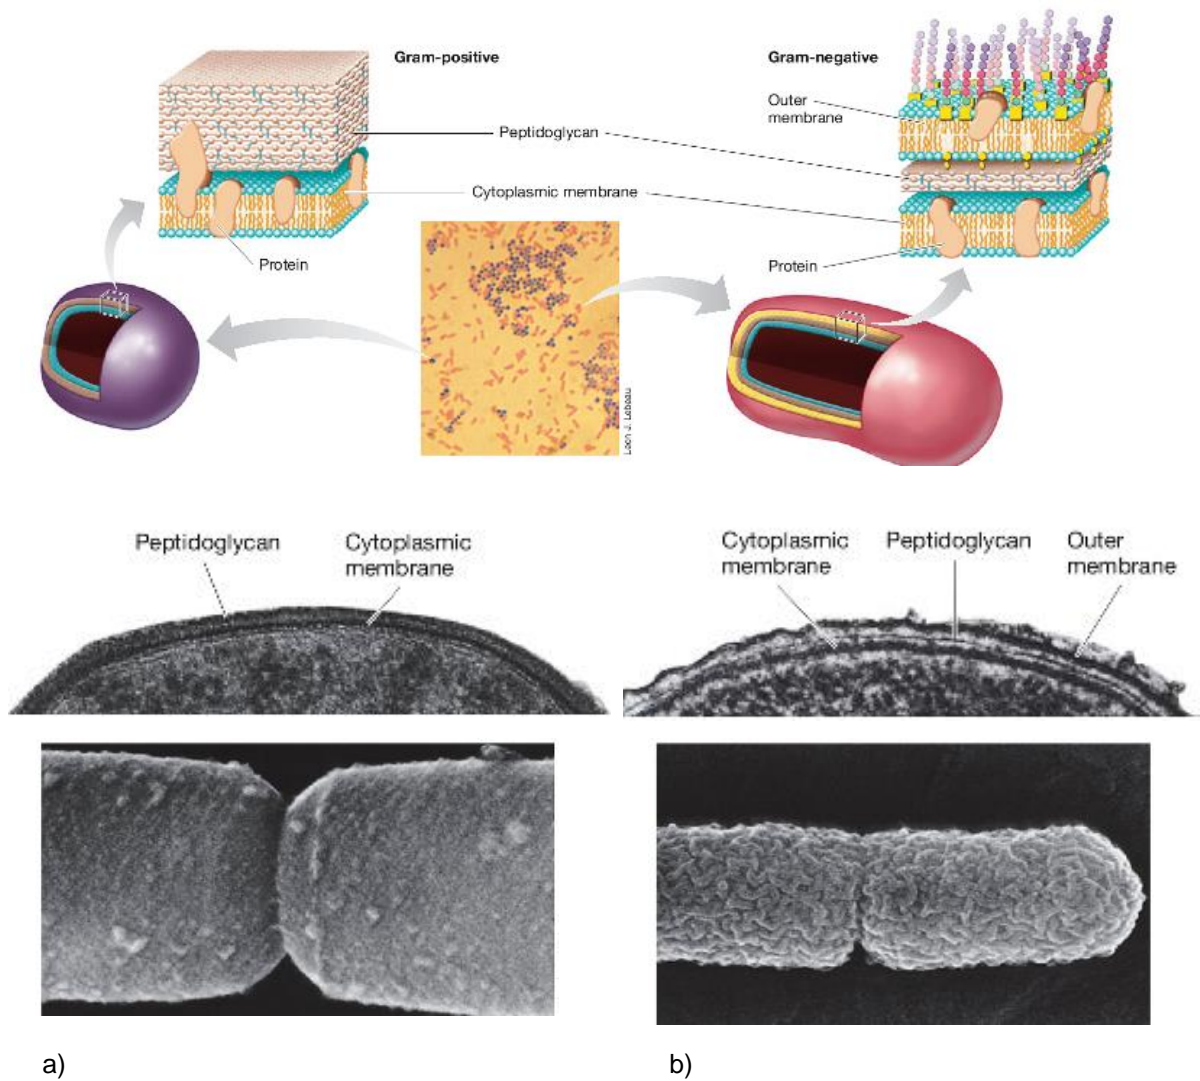 Gram-positive
Gram-negative
Outer
membrane
Peptidoglycan
Cytoplasmic membrane
Protein
Protein
Leon J. Lebeau
Peptidoglycan
Cytoplasmic
membrane
Cytoplasmic
membrane
Peptidoglycan
Outer
membrane
a)
b)